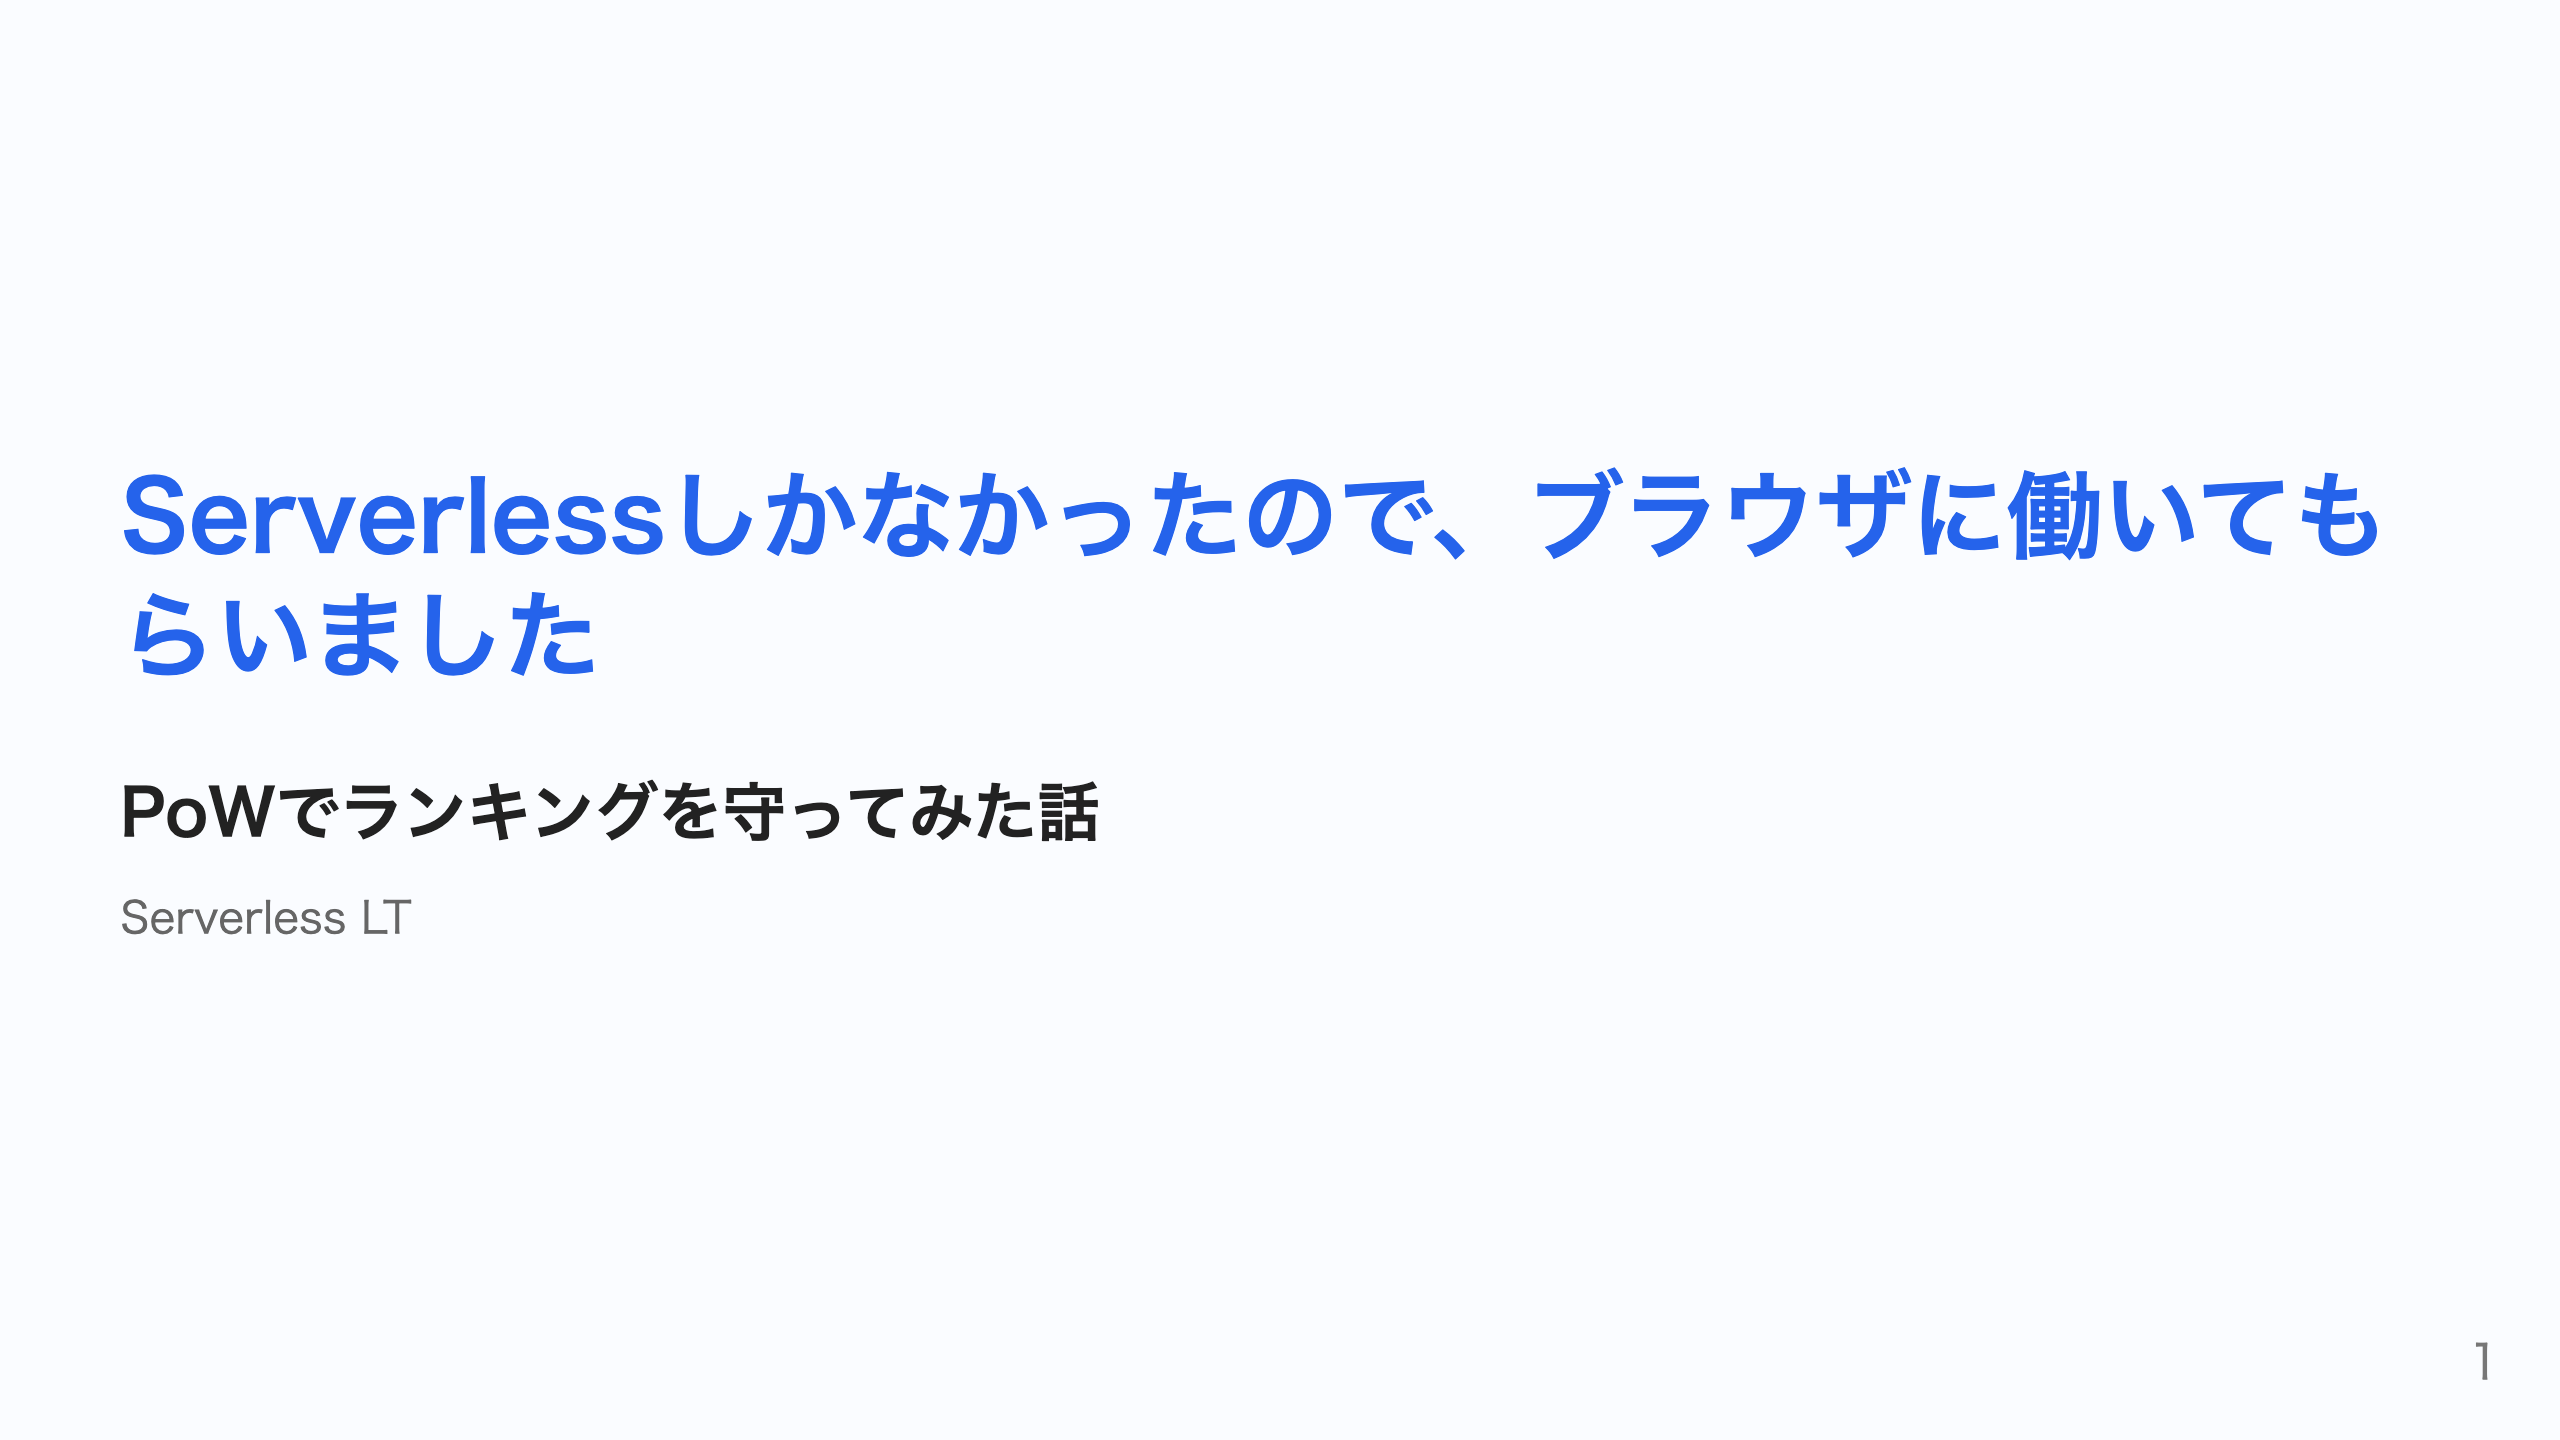 Serverlessしかなかったので、ブラウザに働いても
らいました
PoWでランキングを守ってみた話
Serverless LT
1